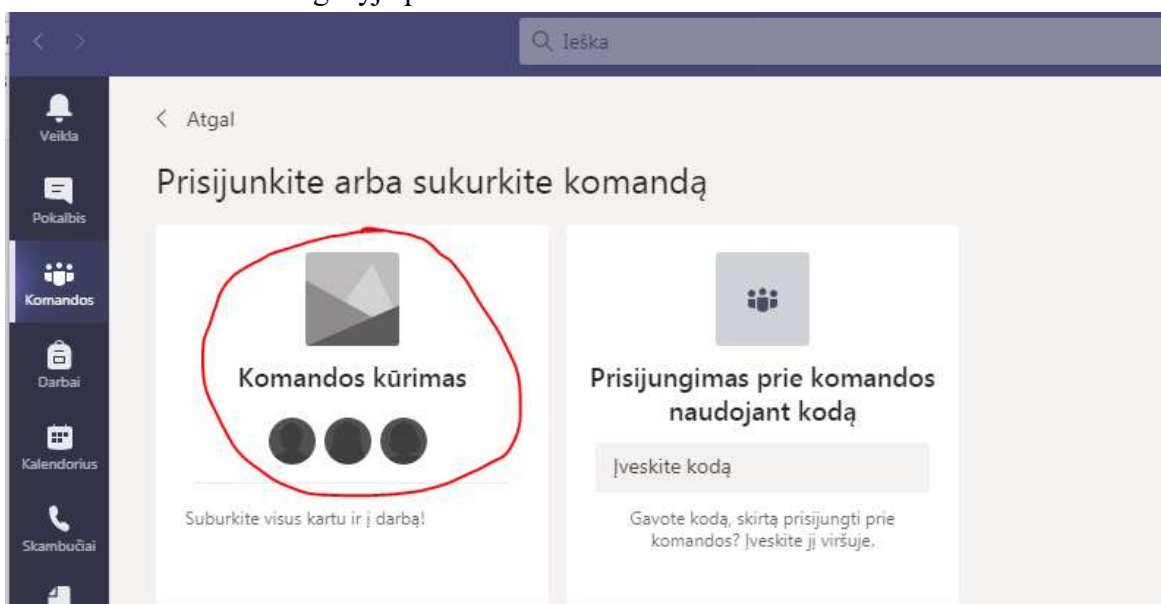 Ieška
Veikla
Pokalbis
Komandos
Darbai
Kalendorius
Skambučiai
Atgal
Prisijunkite arba sukurkite komandą
Komandos kūrimas
Suburkite visus kartu ir į darbą!
Prisijungimas prie komandos
naudojant kodą
Įveskite kodą
Gavote kodą, skirtą prisijungti prie
komandos? Įveskite jį viršuje.